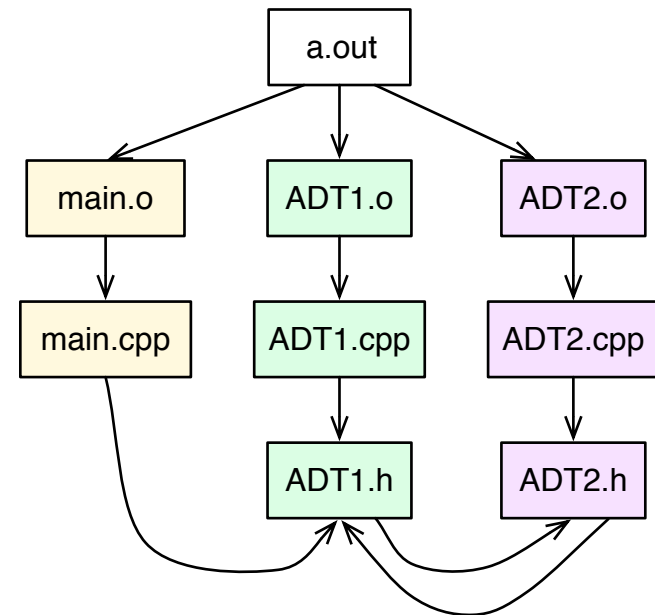 a.out
main.o
ADT1.o
ADT2.o
main.cpp
ADT1.cpp
ADT2.cpp
ADT1.h
ADT2.h